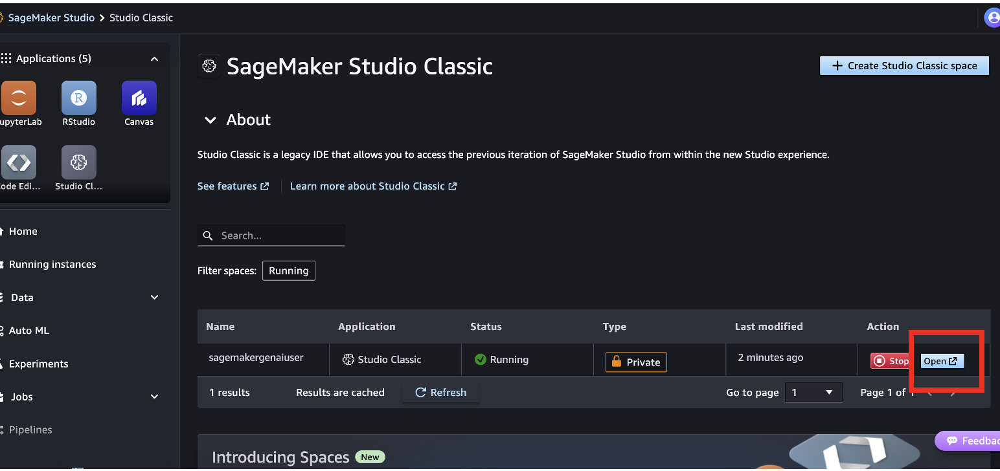 SageMaker Studio > Studio Classic
Applications (5)
upyterLab
RStudio
Canvas
ode Edi...
Studio Cl...
Home
Running instances
Data
Auto ML
Experiments
Jobs
Pipelines
SageMaker Studio Classic
+ Create Studio Classic space
About
Studio Classic is a legacy IDE that allows you to access the previous iteration of SageMaker Studio from within the new Studio experience.
See features
Learn more about Studio Classic
Search...
Filter spaces: Running
Name Application Status Type Last modified Action
sagemakergenaiuser Studio Classic Running Private 2 minutes ago Stop Open
1 results Results are cached Refresh Go to page 1 Page 1 of 1
Introducing Spaces New
Feedbac